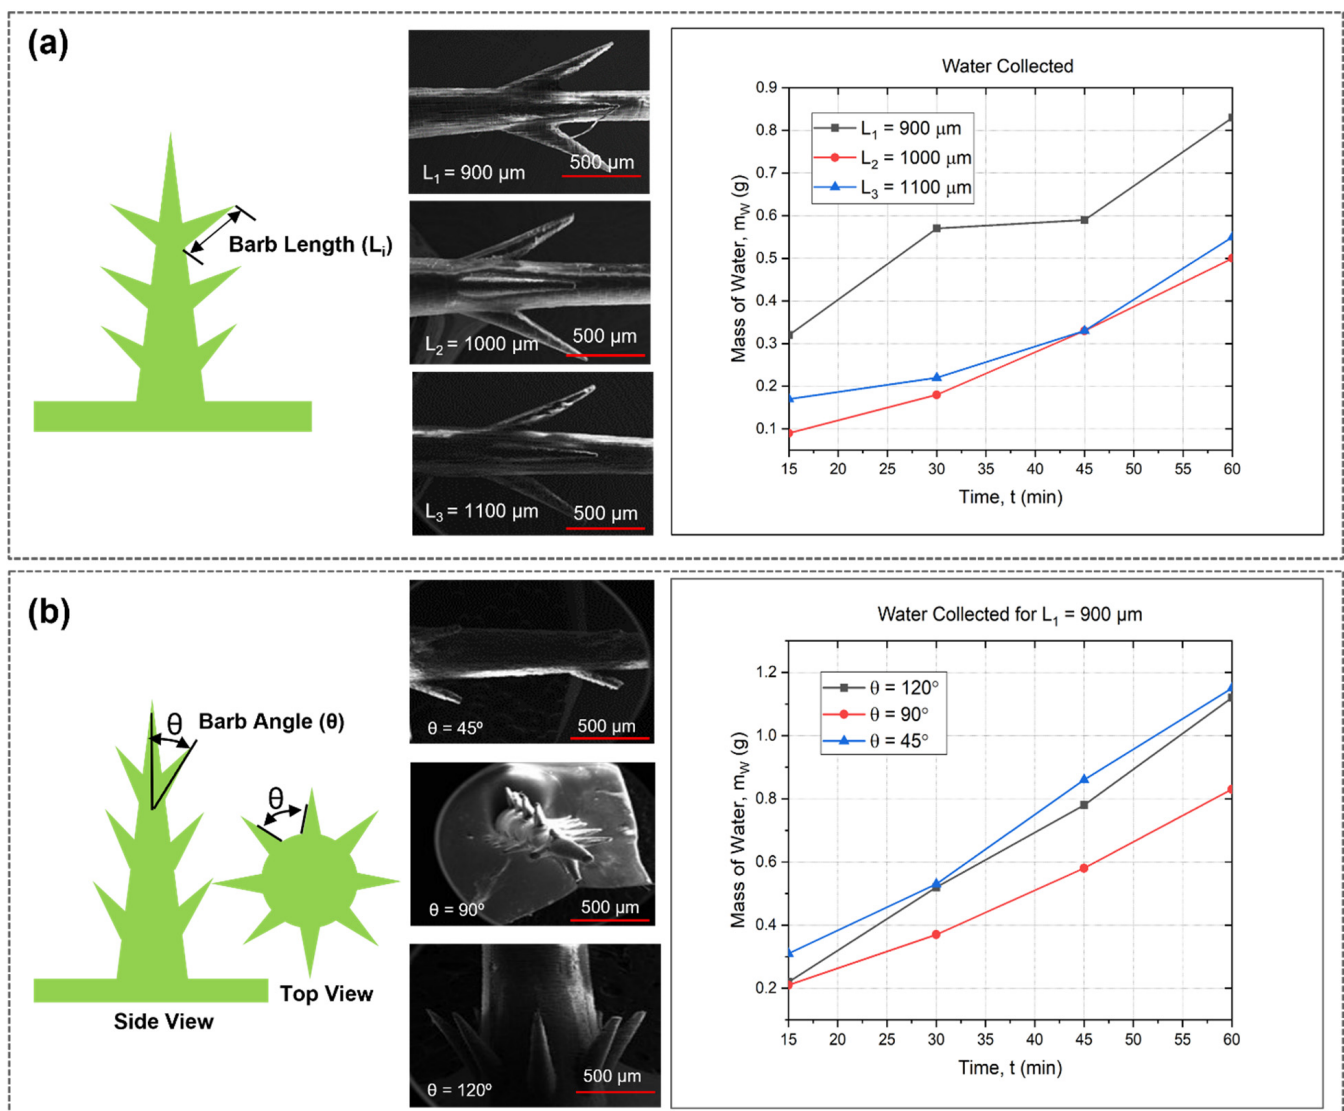 (a)
Barb Length (Lᵢ)
L₁ = 900 µm
500 µm
L₂ = 1000 µm
500 µm
L₃ = 1100 µm
500 µm
Water Collected
L₁ = 900 µm
L₂ = 1000 µm
L₃ = 1100 µm
Mass of Water, m_W (g)
0.9
0.8
0.7
0.6
0.5
0.4
0.3
0.2
0.1
15 20 25 30 35 40 45 50 55 60
Time, t (min)
(b)
θ
Barb Angle (θ)
θ
Top View
Side View
θ = 45º
500 µm
θ = 90º
500 µm
θ = 120º
500 µm
Water Collected for L₁ = 900 µm
θ = 120°
θ = 90°
θ = 45°
Mass of Water, m_W (g)
1.2
1.0
0.8
0.6
0.4
0.2
15 20 25 30 35 40 45 50 55 60
Time, t (min)